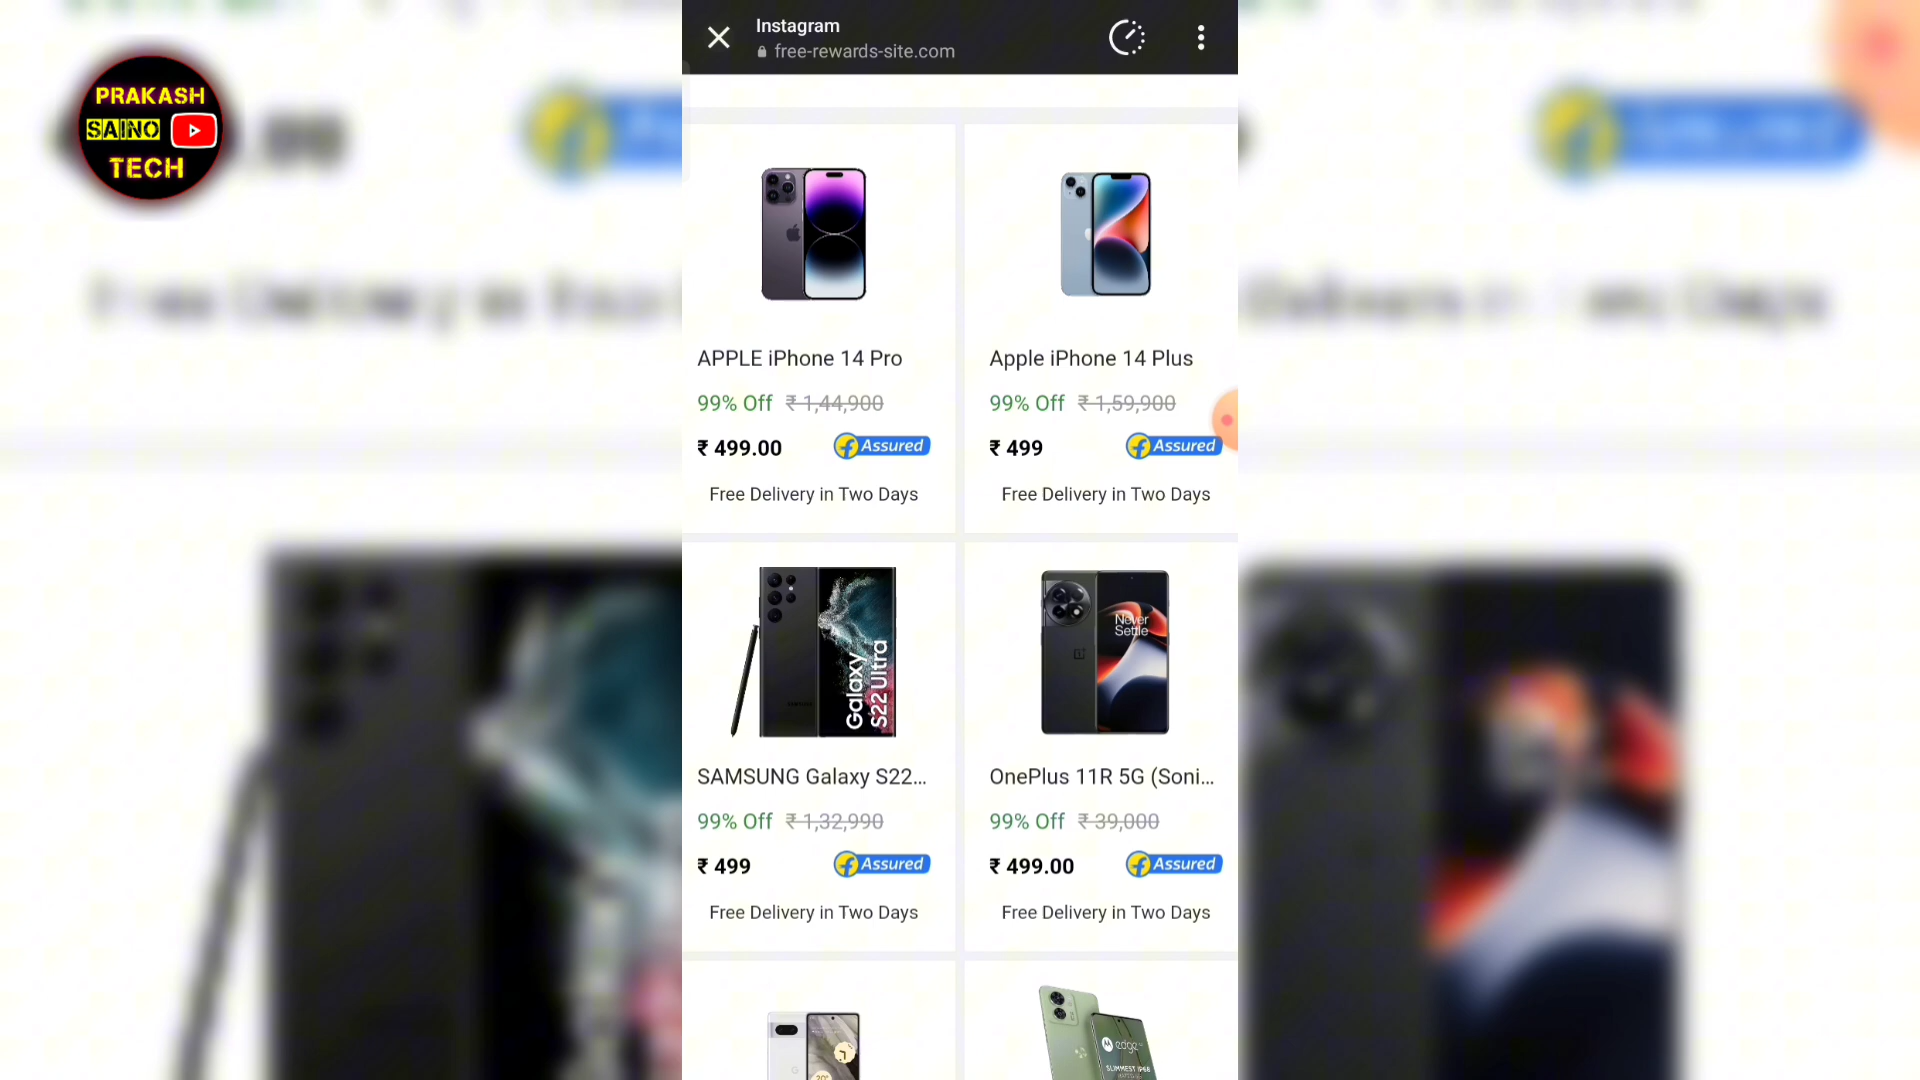 PRAKASH
SAINO
TECH
Instagram
free-rewards-site.com
APPLE iPhone 14 Pro
99% Off ₹ 1,44,900
₹ 499.00 Assured
Free Delivery in Two Days
Apple iPhone 14 Plus
99% Off ₹ 1,59,900
₹ 499 Assured
Free Delivery in Two Days
Galaxy
S22 Ultra
SAMSUNG Galaxy S22...
99% Off ₹ 1,32,990
₹ 499 Assured
Free Delivery in Two Days
Never
Settle
OnePlus 11R 5G (Soni...
99% Off ₹ 39,000
₹ 499.00 Assured
Free Delivery in Two Days
edge
SLIMMEST IP68